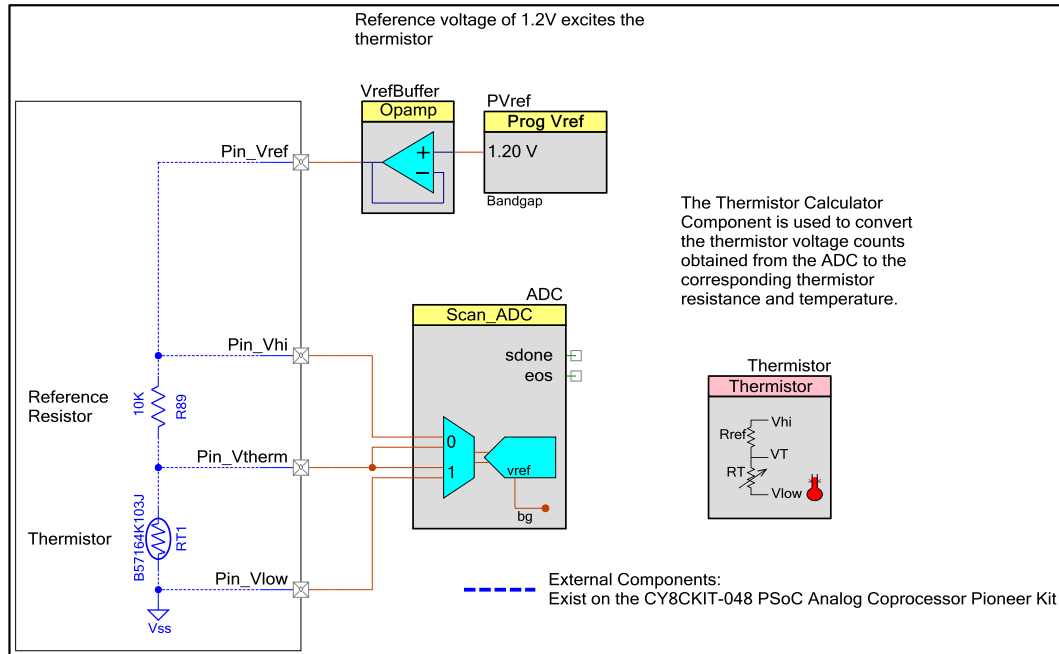 Reference voltage of 1.2V excites the
thermistor
VrefBuffer
Opamp
PVref
Prog Vref
1.20 V
Bandgap
Pin_Vref
The Thermistor Calculator
Component is used to convert
the thermistor voltage counts
obtained from the ADC to the
corresponding thermistor
resistance and temperature.
ADC
Scan_ADC
sdone
eos
0
1
vref
bg
Pin_Vhi
Reference
Resistor
10K
R89
Pin_Vtherm
Thermistor
B57164K103J
RT1
Pin_Vlow
Vss
Thermistor
Thermistor
Vhi
Rref
VT
RT
Vlow
External Components:
Exist on the CY8CKIT-048 PSoC Analog Coprocessor Pioneer Kit